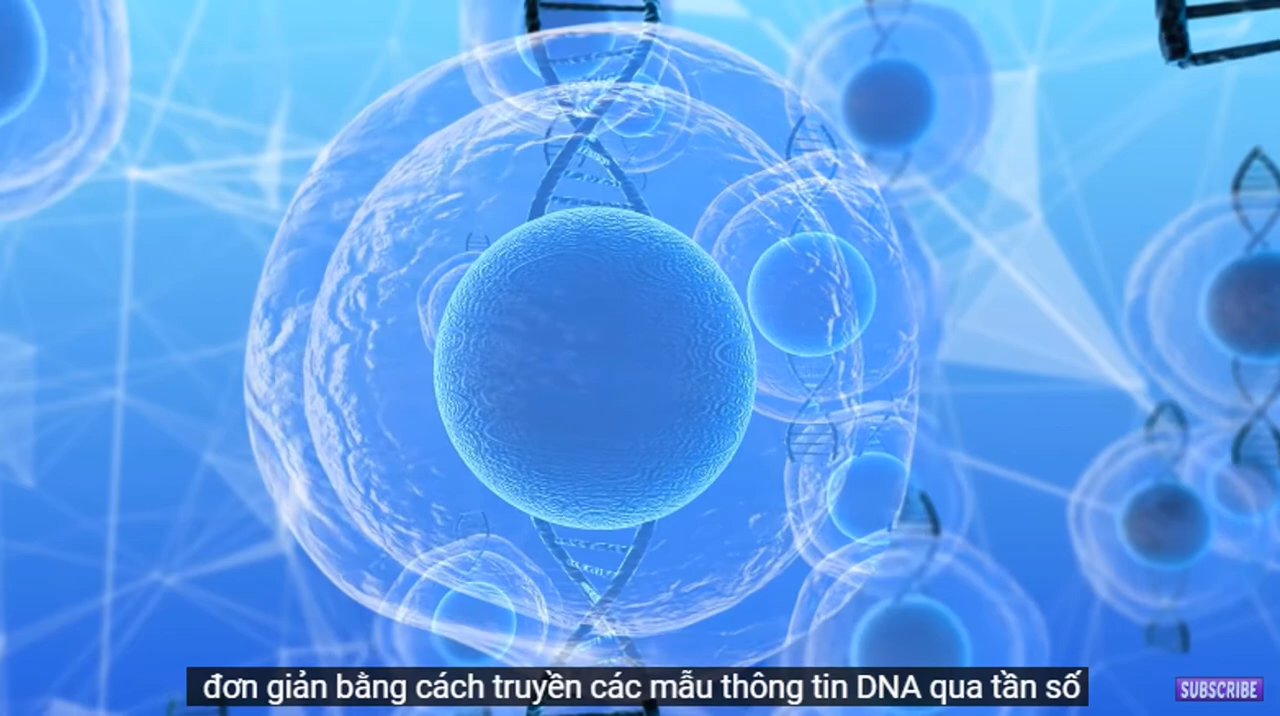 đơn giản bằng cách truyền các mẫu thông tin DNA qua tần số
SUBSCRIBE